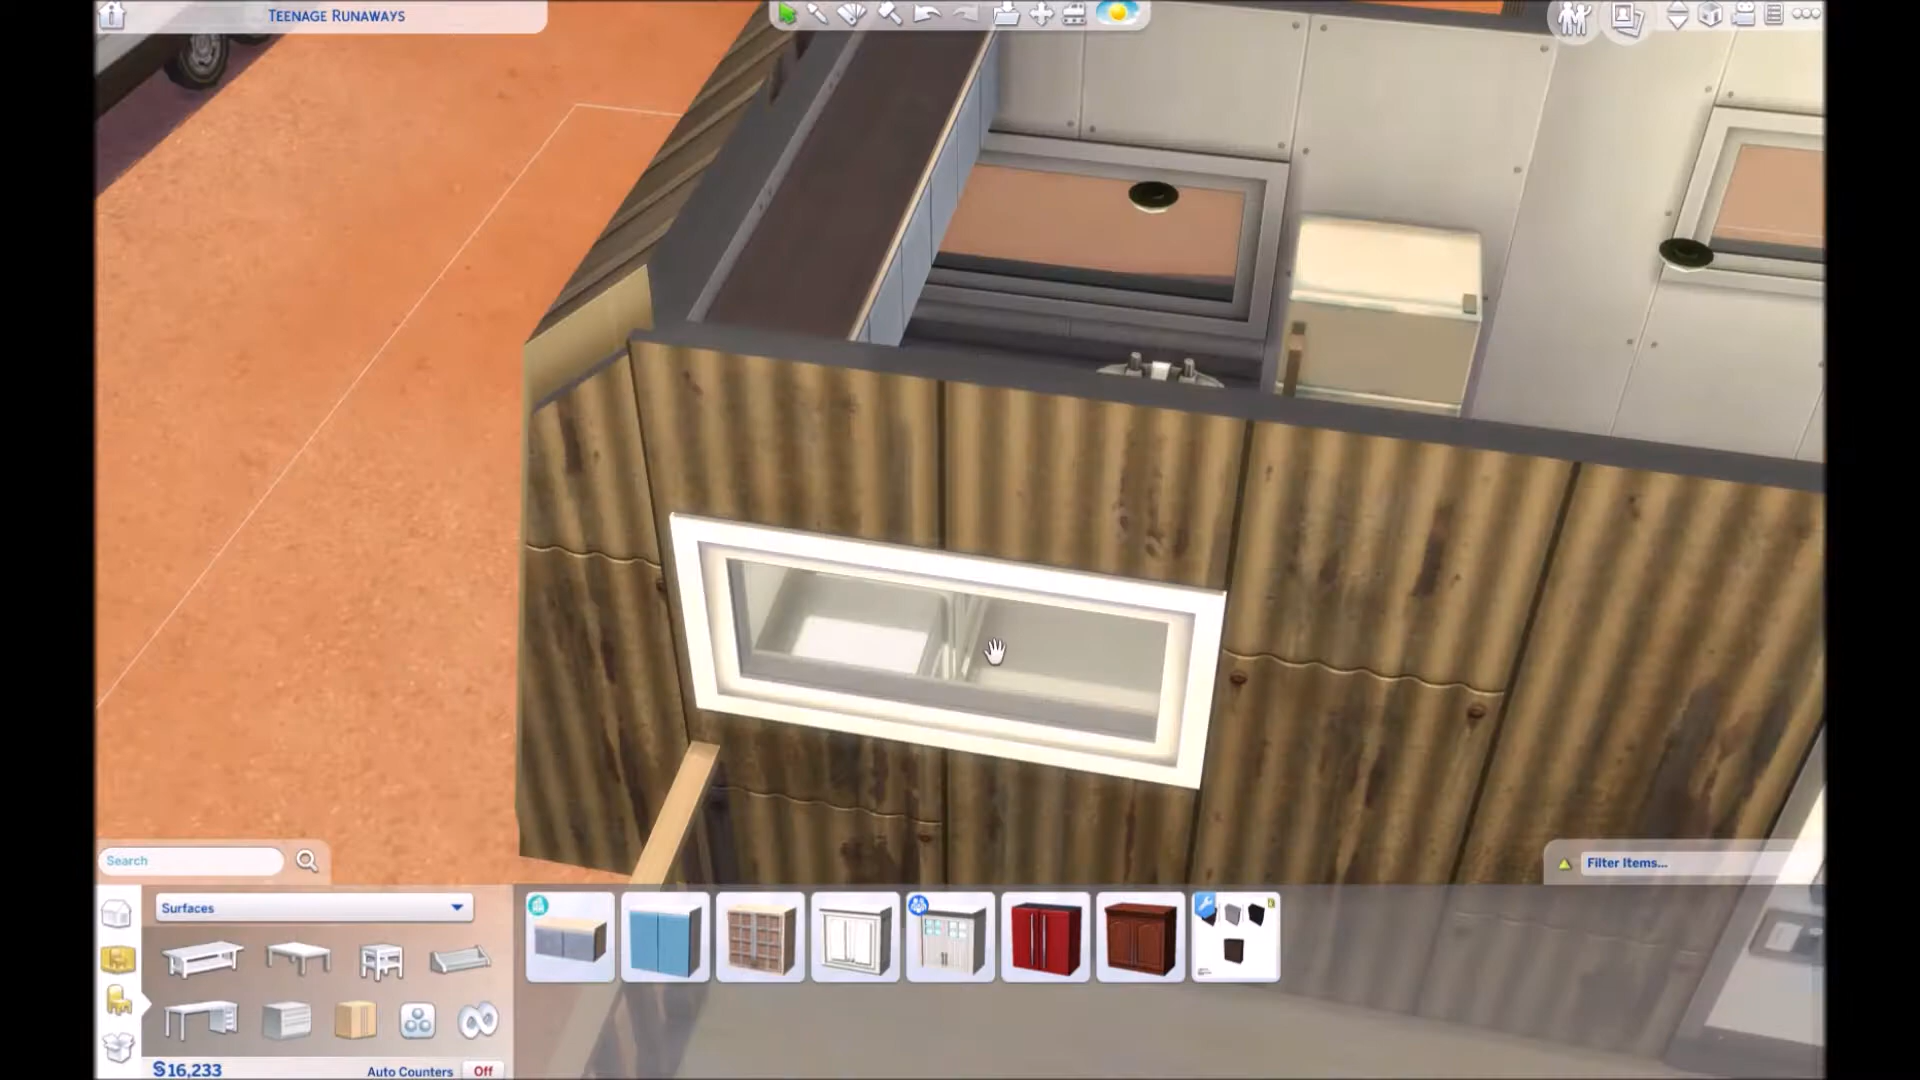 TEENAGE RUNAWAYS
Search
Filter Items...
Surfaces
§16,233
Auto Counters Off